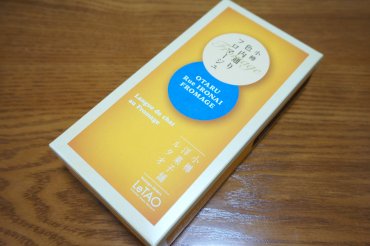 小樽
色内通り
フロマージュ
Fromage
OTARU
Rue IRONAI
FROMAGE
Langue de chat
au Fromage
小樽
洋菓子舗
ルタオ
LeTAO